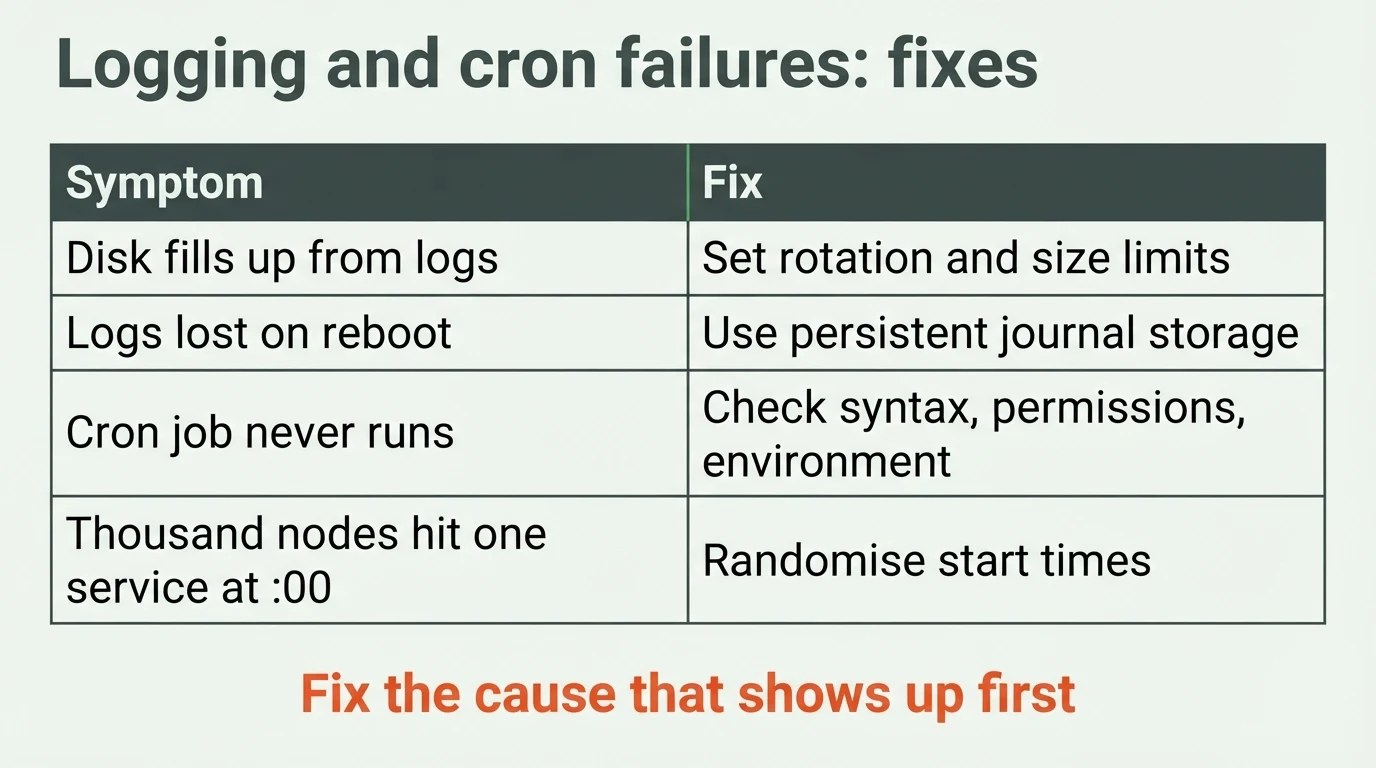 Logging and cron failures: fixes
Symptom
Fix
Disk fills up from logs
Set rotation and size limits
Logs lost on reboot
Use persistent journal storage
Cron job never runs
Check syntax, permissions,
environment
Thousand nodes hit one
service at :00
Randomise start times
Fix the cause that shows up first